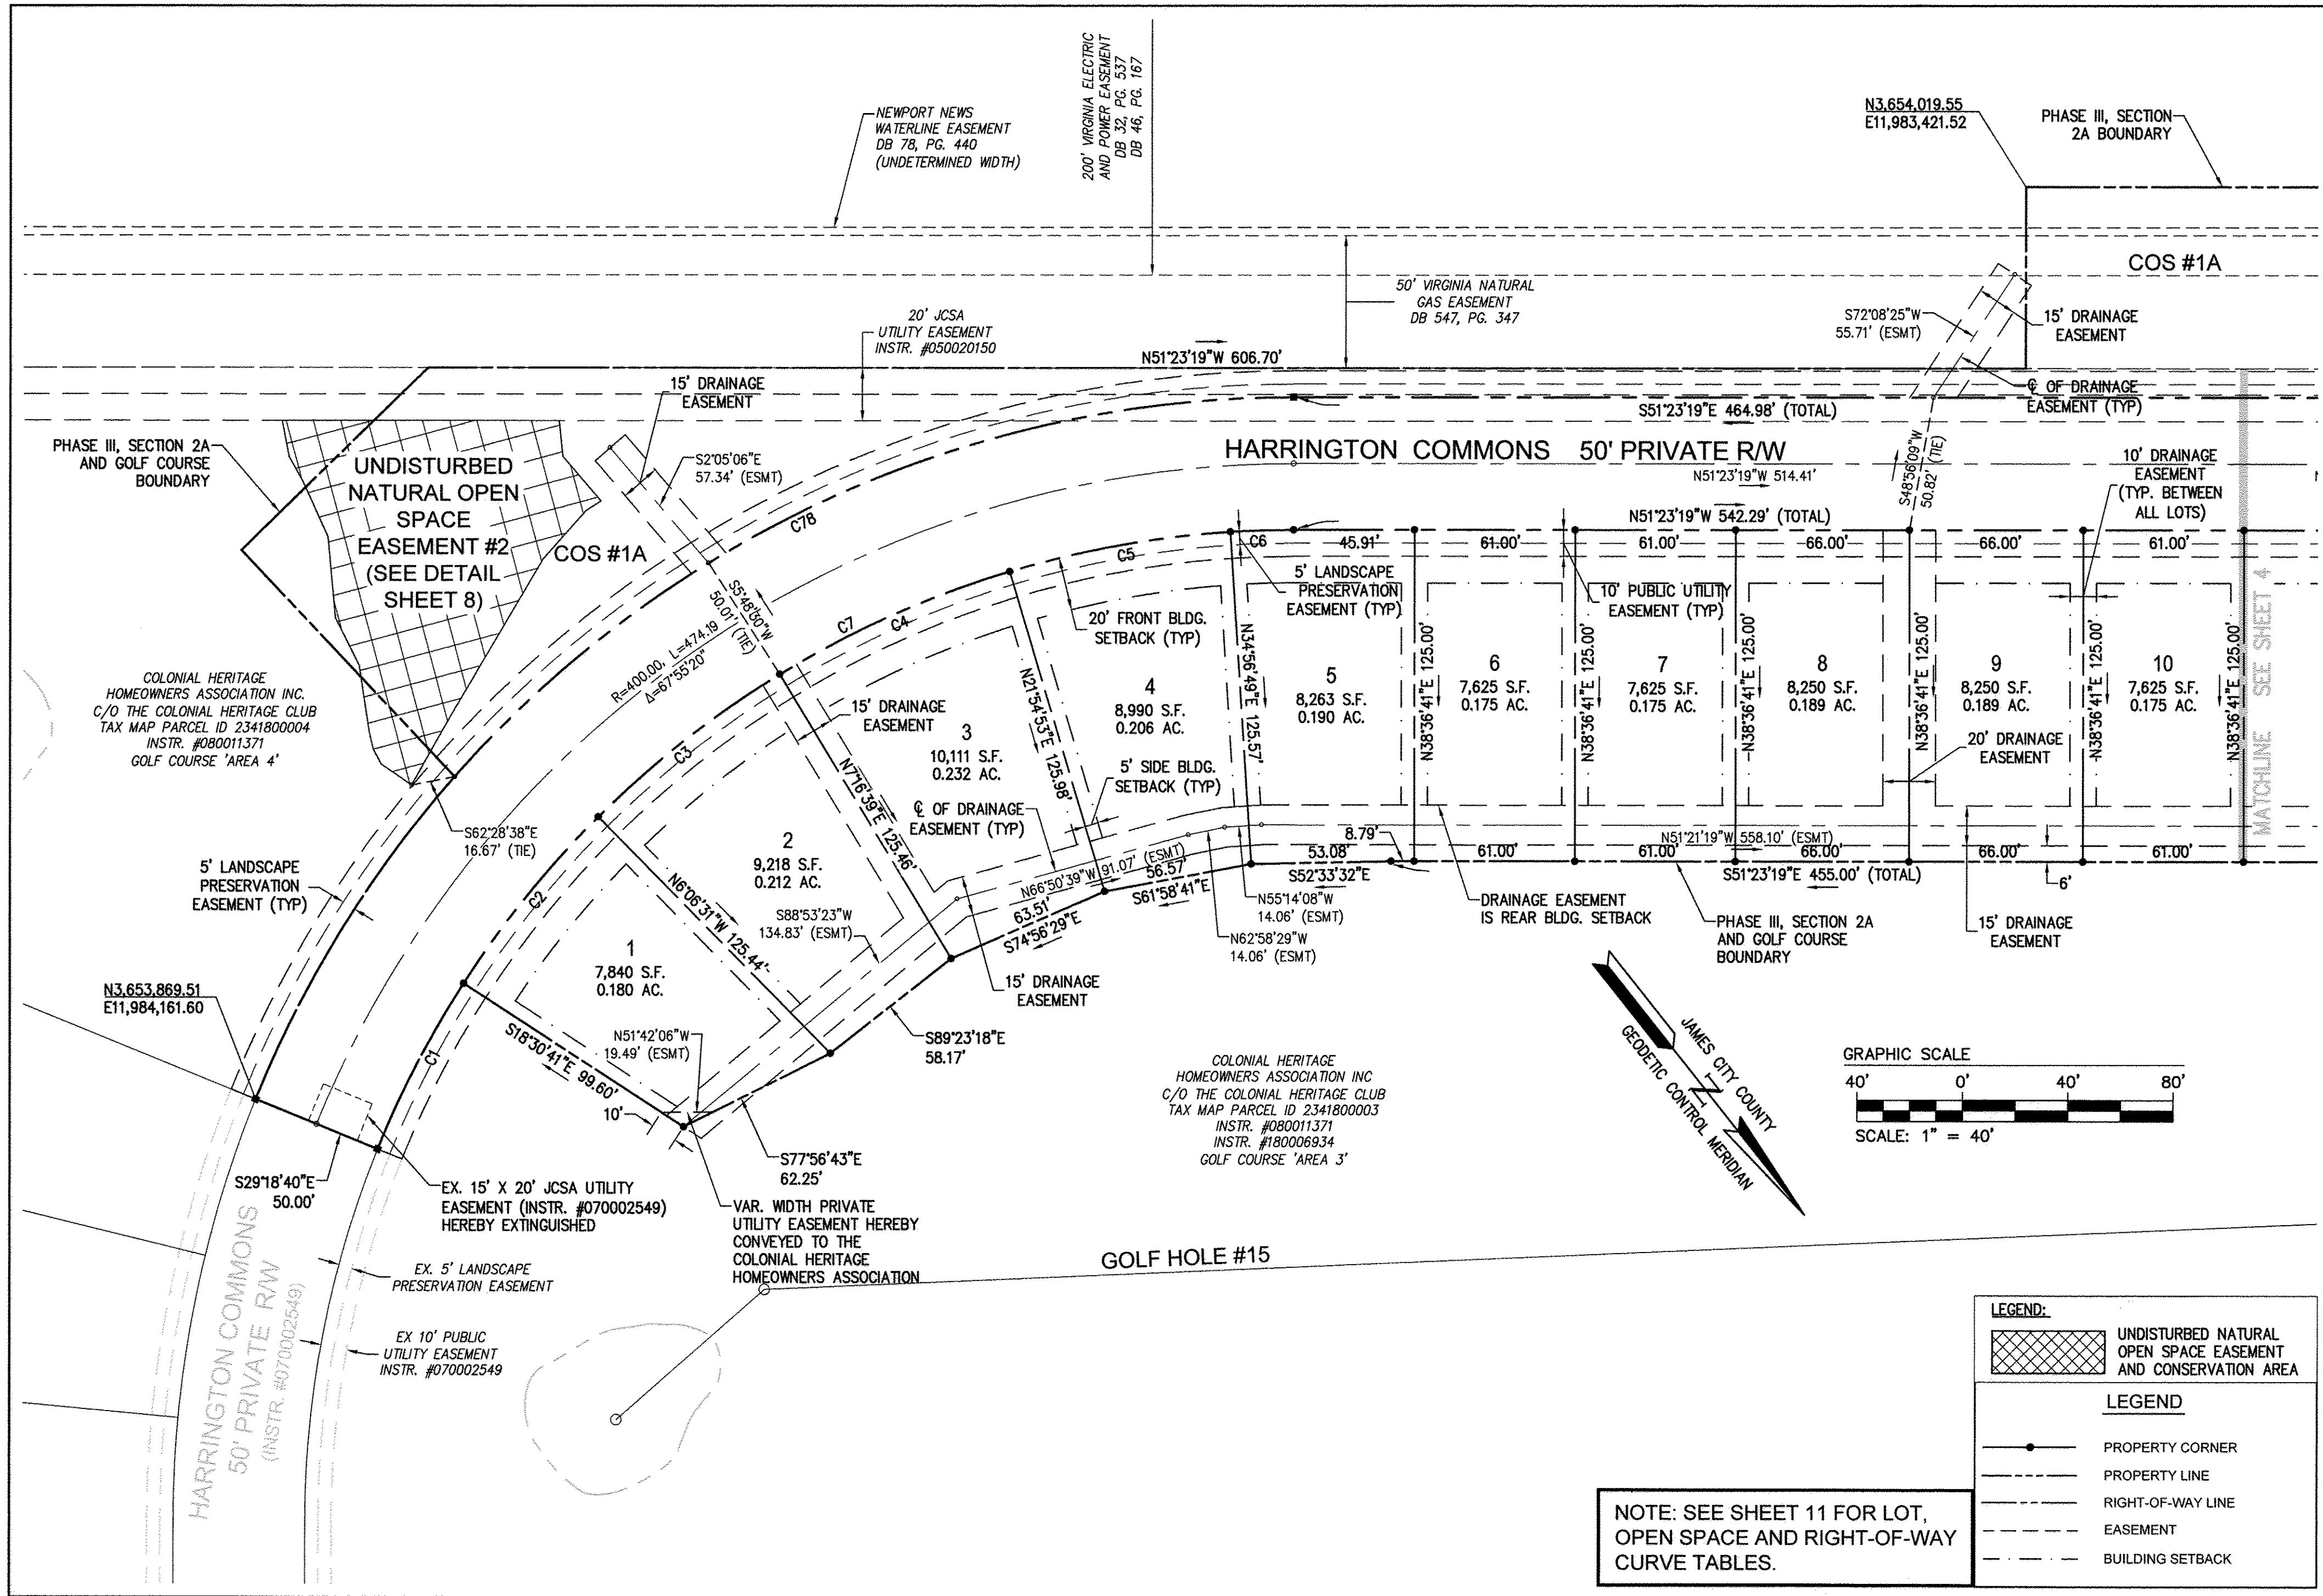 200' VIRGINIA ELECTRIC
AND POWER EASEMENT
DB 32, PG. 537
DB 46, PG. 167
NEWPORT NEWS
WATERLINE EASEMENT
DB 78, PG. 440
(UNDETERMINED WIDTH)
N3,654,019.55
E11,983,421.52
PHASE III, SECTION
2A BOUNDARY
COS #1A
50' VIRGINIA NATURAL
GAS EASEMENT
DB 547, PG. 347
S72°08'25"W
55.71' (ESMT)
15' DRAINAGE
EASEMENT
20' JCSA
UTILITY EASEMENT
INSTR. #050020150
N51°23'19"W 606.70'
15' DRAINAGE
EASEMENT
℄ OF DRAINAGE
EASEMENT (TYP)
S51°23'19"E 464.98' (TOTAL)
PHASE III, SECTION 2A
AND GOLF COURSE
BOUNDARY
UNDISTURBED
NATURAL OPEN
SPACE
EASEMENT #2
(SEE DETAIL
SHEET 8)
COS #1A
S2°05'06"E
57.34' (ESMT)
HARRINGTON COMMONS 50' PRIVATE R/W
N51°23'19"W 514.41'
S48°56'09"W
50.82' (TIE)
10' DRAINAGE
EASEMENT
(TYP. BETWEEN
ALL LOTS)
C78
N51°23'19"W 542.29' (TOTAL)
C5
C6
45.91'
61.00'
61.00'
66.00'
66.00'
61.00'
S5°48'50"W
50.01' (TIE)
R=400.00, L=474.19
Δ=67°55'20"
C7
C4
20' FRONT BLDG.
SETBACK (TYP)
5' LANDSCAPE
PRESERVATION
EASEMENT (TYP)
10' PUBLIC UTILITY
EASEMENT (TYP)
COLONIAL HERITAGE
HOMEOWNERS ASSOCIATION INC.
C/O THE COLONIAL HERITAGE CLUB
TAX MAP PARCEL ID 2341800004
INSTR. #080011371
GOLF COURSE 'AREA 4'
15' DRAINAGE
EASEMENT
C3
3
10,111 S.F.
0.232 AC.
N21°54'53"E 125.98'
4
8,990 S.F.
0.206 AC.
N34°56'49"E 125.57'
5
8,263 S.F.
0.190 AC.
N38°36'41"E 125.00'
6
7,625 S.F.
0.175 AC.
N38°36'41"E 125.00'
7
7,625 S.F.
0.175 AC.
N38°36'41"E 125.00'
8
8,250 S.F.
0.189 AC.
N38°36'41"E 125.00'
9
8,250 S.F.
0.189 AC.
N38°36'41"E 125.00'
10
7,625 S.F.
0.175 AC.
N38°36'41"E 125.00'
MATCHLINE SEE SHEET 4
20' DRAINAGE
EASEMENT
5' SIDE BLDG.
SETBACK (TYP)
℄ OF DRAINAGE
EASEMENT (TYP)
N7°16'39"E 125.46'
S62°28'38"E
16.67' (TIE)
5' LANDSCAPE
PRESERVATION
EASEMENT (TYP)
C2
2
9,218 S.F.
0.212 AC.
N6°06'31"W 125.44'
S88°53'23"W
134.83' (ESMT)
N66°50'39"W 91.07' (ESMT)
63.51'
S74°56'29"E
56.57'
S61°58'41"E
53.08'
S52°33'32"E
8.79'
N51°21'19"W 558.10' (ESMT)
61.00'
61.00'
66.00'
66.00'
61.00'
S51°23'19"E 455.00' (TOTAL)
6'
N55°14'08"W
14.06' (ESMT)
N62°58'29"W
14.06' (ESMT)
DRAINAGE EASEMENT
IS REAR BLDG. SETBACK
PHASE III, SECTION 2A
AND GOLF COURSE
BOUNDARY
15' DRAINAGE
EASEMENT
15' DRAINAGE
EASEMENT
1
7,840 S.F.
0.180 AC.
N3,653,869.51
E11,984,161.60
C1
S18°30'41"E 99.60'
10'
N51°42'06"W
19.49' (ESMT)
S89°23'18"E
58.17'
S77°56'43"E
62.25'
COLONIAL HERITAGE
HOMEOWNERS ASSOCIATION INC
C/O THE COLONIAL HERITAGE CLUB
TAX MAP PARCEL ID 2341800003
INSTR. #080011371
INSTR. #180006934
GOLF COURSE 'AREA 3'
JAMES CITY COUNTY
GEODETIC CONTROL MERIDIAN
N
GRAPHIC SCALE
40' 0' 40' 80'
SCALE: 1" = 40'
S29°18'40"E
50.00'
EX. 15' X 20' JCSA UTILITY
EASEMENT (INSTR. #070002549)
HEREBY EXTINGUISHED
VAR. WIDTH PRIVATE
UTILITY EASEMENT HEREBY
CONVEYED TO THE
COLONIAL HERITAGE
HOMEOWNERS ASSOCIATION
GOLF HOLE #15
EX. 5' LANDSCAPE
PRESERVATION EASEMENT
EX 10' PUBLIC
UTILITY EASEMENT
INSTR. #070002549
HARRINGTON COMMONS
50' PRIVATE R/W
(INSTR. #070002549)
LEGEND:
UNDISTURBED NATURAL
OPEN SPACE EASEMENT
AND CONSERVATION AREA
LEGEND
PROPERTY CORNER
PROPERTY LINE
RIGHT-OF-WAY LINE
EASEMENT
BUILDING SETBACK
NOTE: SEE SHEET 11 FOR LOT,
OPEN SPACE AND RIGHT-OF-WAY
CURVE TABLES.